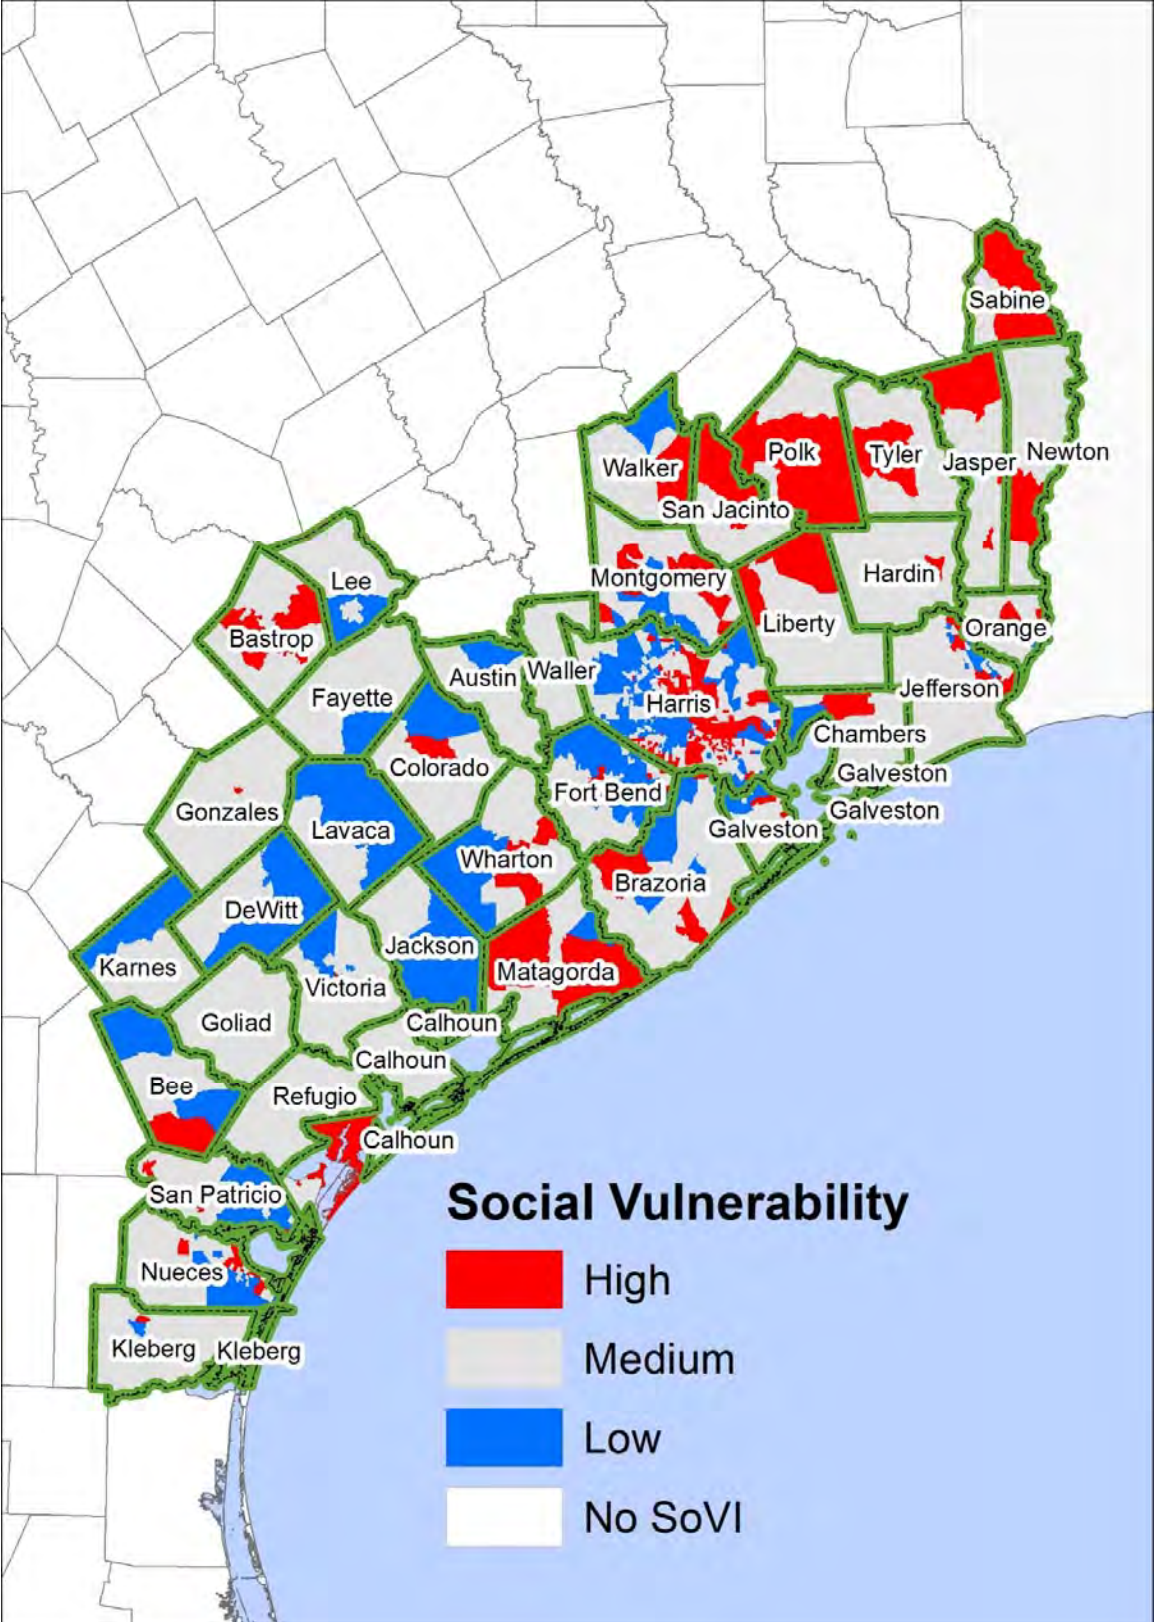 Sabine
Newton
Polk
Tyler
Jasper
Walker
San Jacinto
Montgomery
Hardin
Lee
Liberty
Orange
Bastrop
Austin
Waller
Fayette
Harris
Jefferson
Chambers
Colorado
Galveston
Fort Bend
Galveston
Gonzales
Lavaca
Galveston
Wharton
Brazoria
DeWitt
Jackson
Karnes
Matagorda
Victoria
Goliad
Calhoun
Calhoun
Bee
Refugio
Calhoun
San Patricio
Nueces
Kleberg
Kleberg
Social Vulnerability
High
Medium
Low
No SoVI